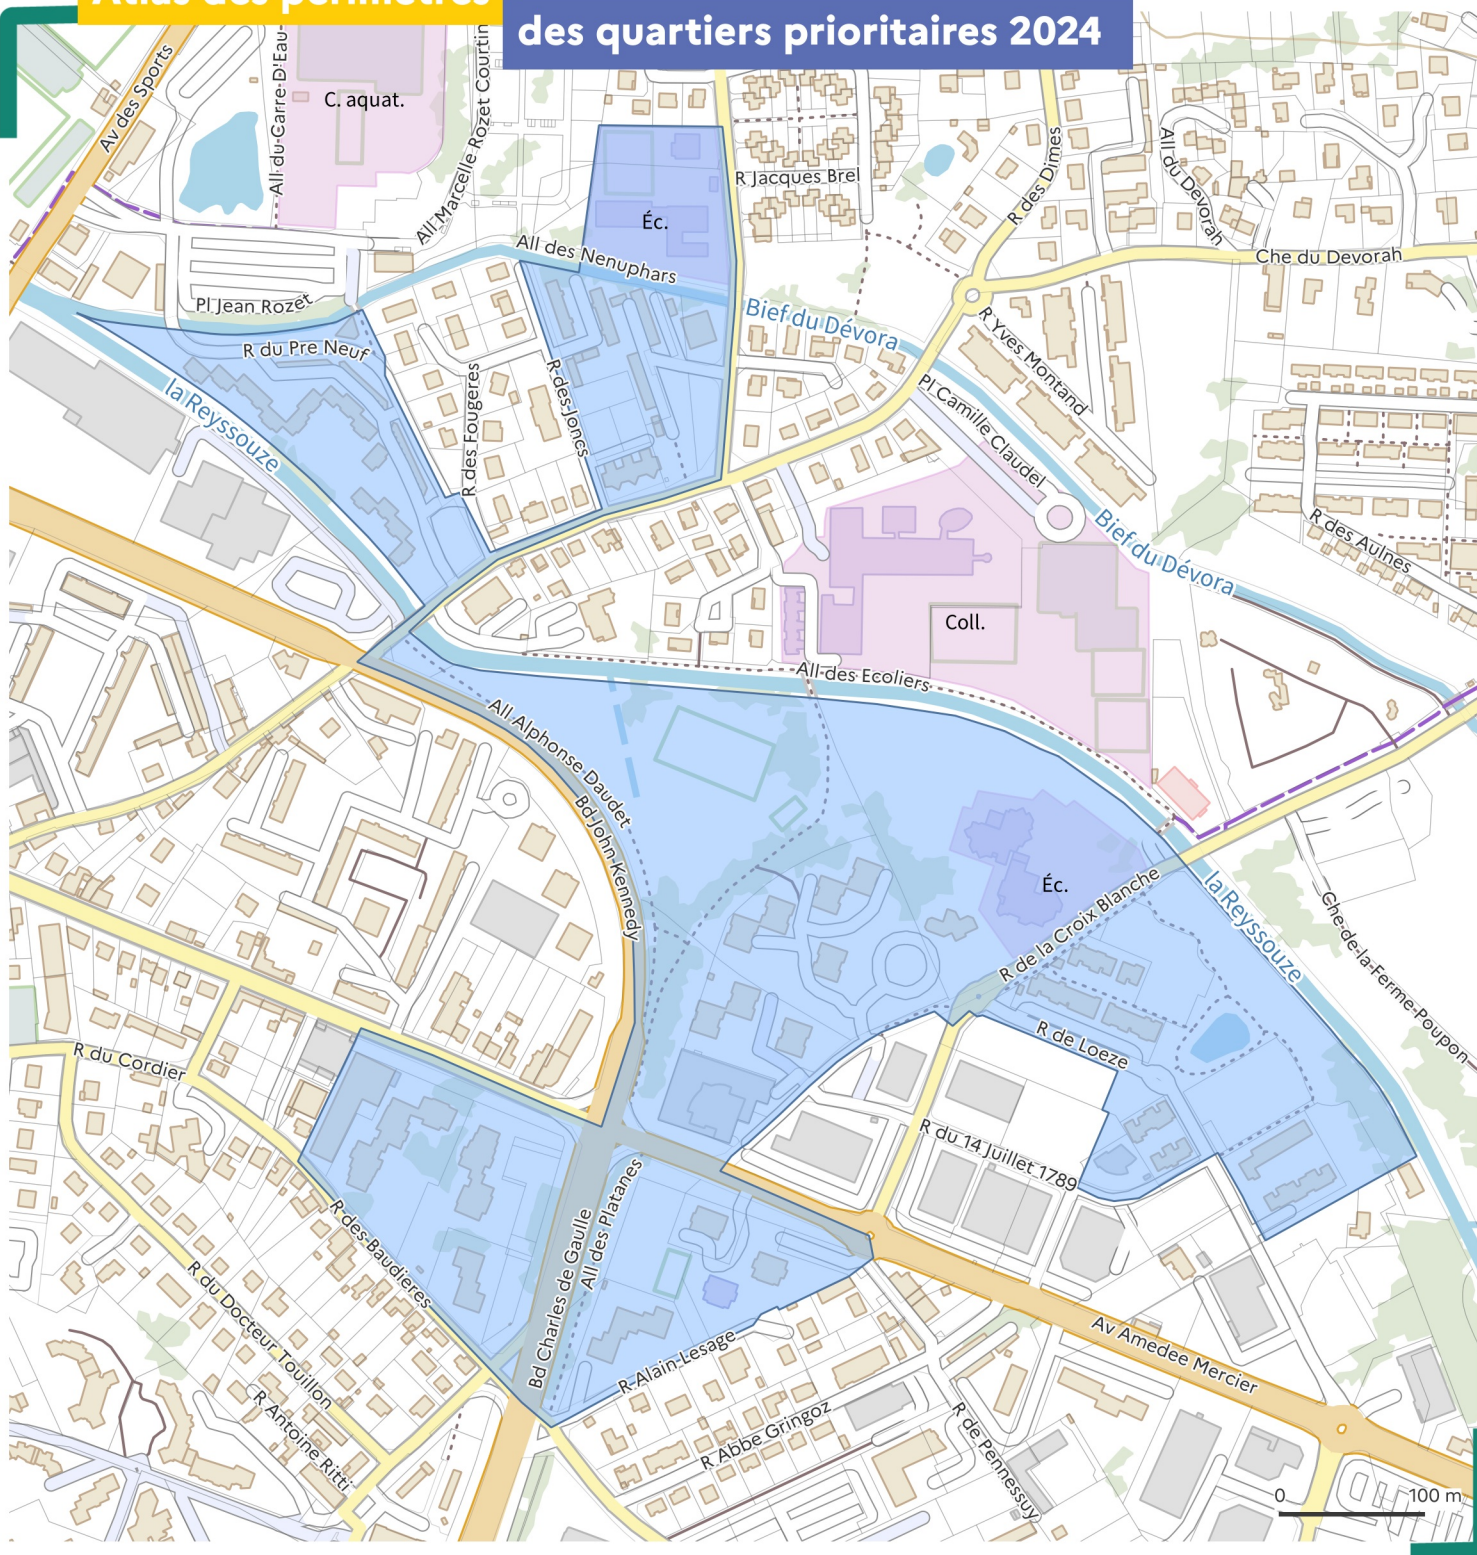 Atlas des périmètres
des quartiers prioritaires 2024
Av des Sports
All du Carre D'Eau
C. aquat.
All Marcelle Rozet Courtin
Éc.
R Jacques Brel
R des Dimes
All du Devorah
Che du Devorah
All des Nenuphars
Pl Jean Rozet
Bief du Dévora
R Yves Montand
R du Pre Neuf
la Reyssouze
R des Fougeres
R des Joncs
Pl Camille Claudel
Bief du Dévora
R des Aulnes
Coll.
All des Ecoliers
All Alphonse Daudet
Bd John Kennedy
Éc.
R de la Croix Blanche
la Reyssouze
Che de la Ferme Poupon
R du Cordier
R de Loeze
R du 14 Juillet 1789
R des Baudieres
All des Platanes
Bd Charles de Gaulle
R du Docteur Touillon
R Alain Lesage
Av Amedee Mercier
R Antoine Ritti
R Abbe Gringoz
R de Pennessuy
0 100 m